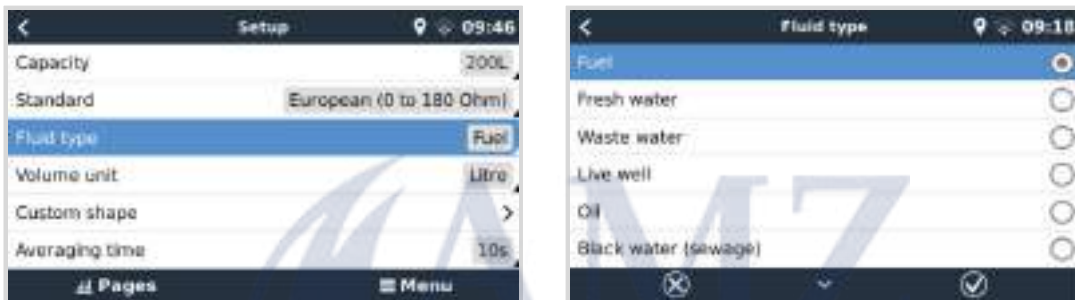 Setup 09:46
Capacity 200L
Standard European (0 to 180 Ohm)
Fluid type Fuel
Volume unit Litre
Custom shape
Averaging time 10s
Pages Menu
Fluid type 09:18
Fuel
Fresh water
Waste water
Live well
Oil
Black water (sewage)
AMZ